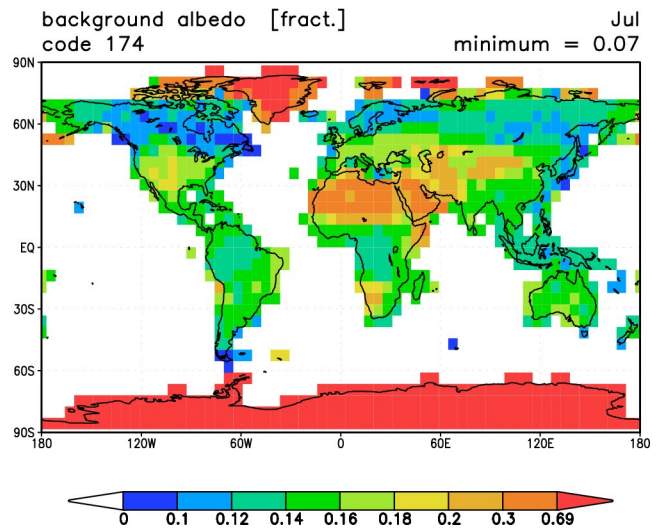 background albedo [fract.] Jul
code 174 minimum = 0.07
90N
60N
30N
EQ
30S
60S
90S
180 120W 60W 0 60E 120E 180
0 0.1 0.12 0.14 0.16 0.18 0.2 0.3 0.69